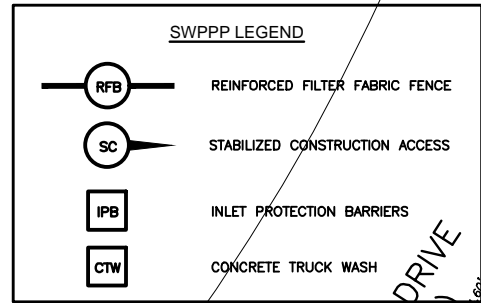 SWPPP LEGEND
RFB REINFORCED FILTER FABRIC FENCE
SC STABILIZED CONSTRUCTION ACCESS
IPB INLET PROTECTION BARRIERS
CTW CONCRETE TRUCK WASH
DRIVE